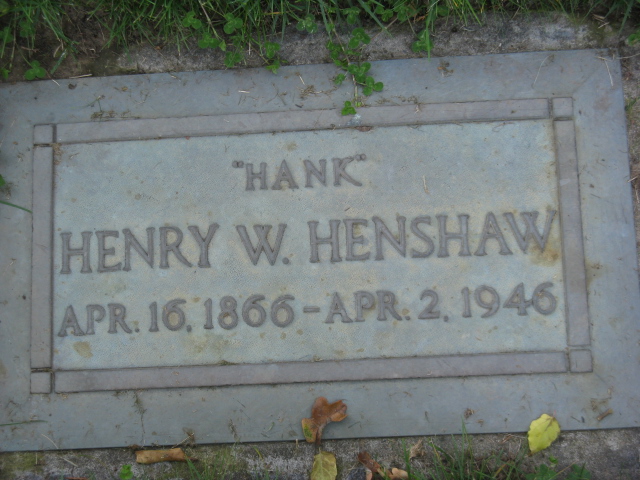 "HANK"
HENRY W. HENSHAW
APR. 16, 1866 - APR. 2, 1946